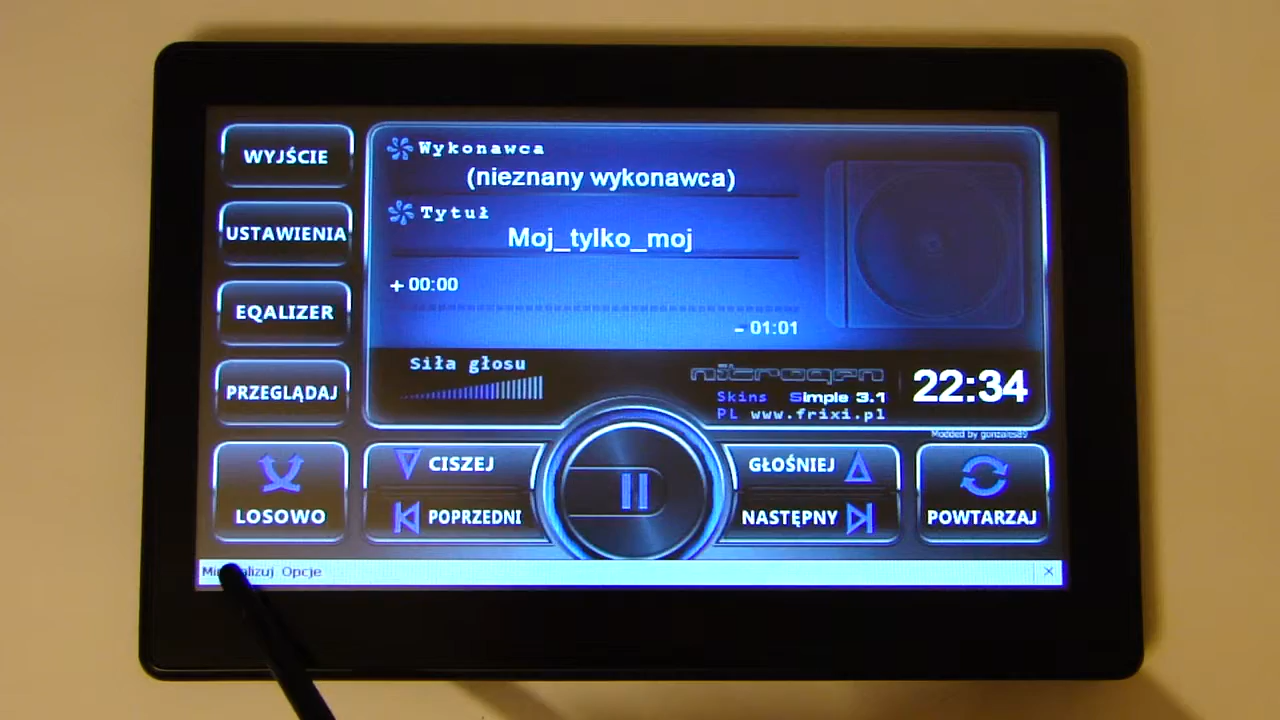 WYJŚCIE
USTAWIENIA
EQALIZER
PRZEGLĄDAJ
LOSOWO
Wykonawca
(nieznany wykonawca)
Tytuł
Moj_tylko_moj
+ 00:00
- 01:01
Siła głosu
nitrogen
Skins Simple 3.1
PL www.frixi.pl
22:34
Modded by gonzales89
CISZEJ
POPRZEDNI
GŁOŚNIEJ
NASTĘPNY
POWTARZAJ
Opcje